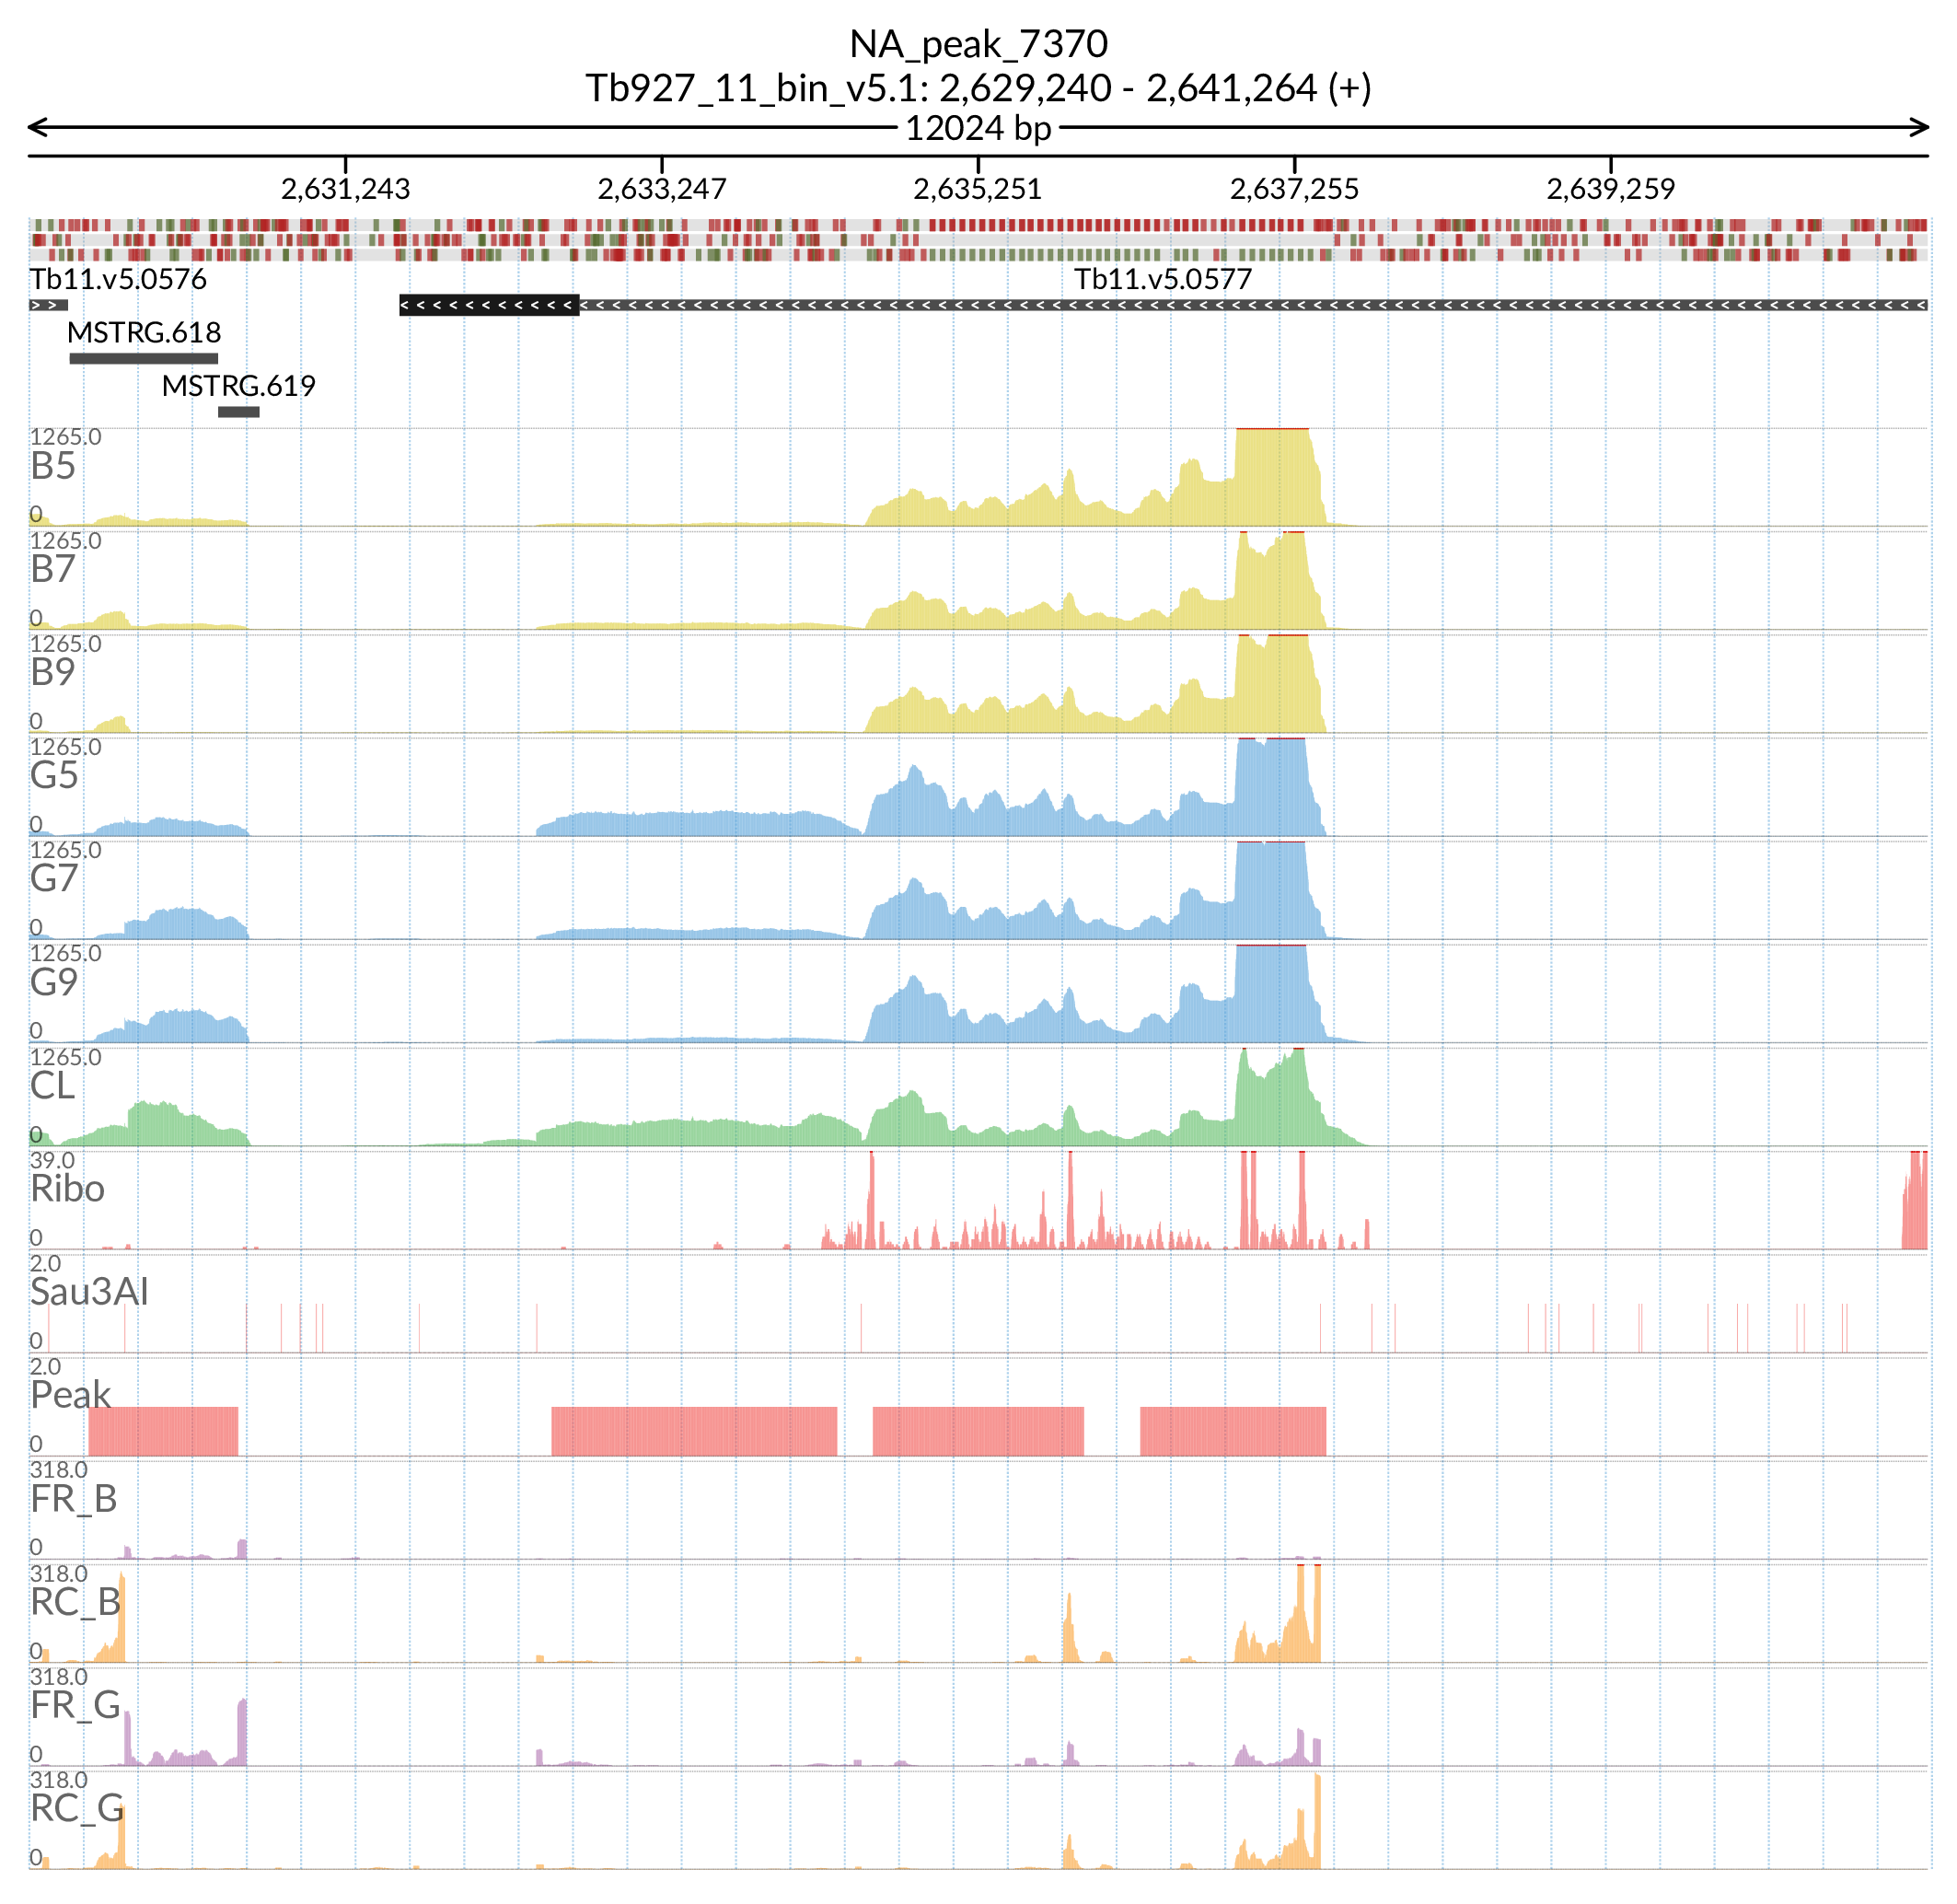 NA_peak_7370
Tb927_11_bin_v5.1: 2,629,240 - 2,641,264 (+)
12024 bp
2,631,243 2,633,247 2,635,251 2,637,255 2,639,259
Tb11.v5.0576 Tb11.v5.0577
MSTRG.618
MSTRG.619
1265.0
B5
0
1265.0
B7
0
1265.0
B9
0
1265.0
G5
0
1265.0
G7
0
1265.0
G9
0
1265.0
CL
0
39.0
Ribo
0
2.0
Sau3AI
0
2.0
Peak
0
318.0
FR_B
0
318.0
RC_B
0
318.0
FR_G
0
318.0
RC_G
0